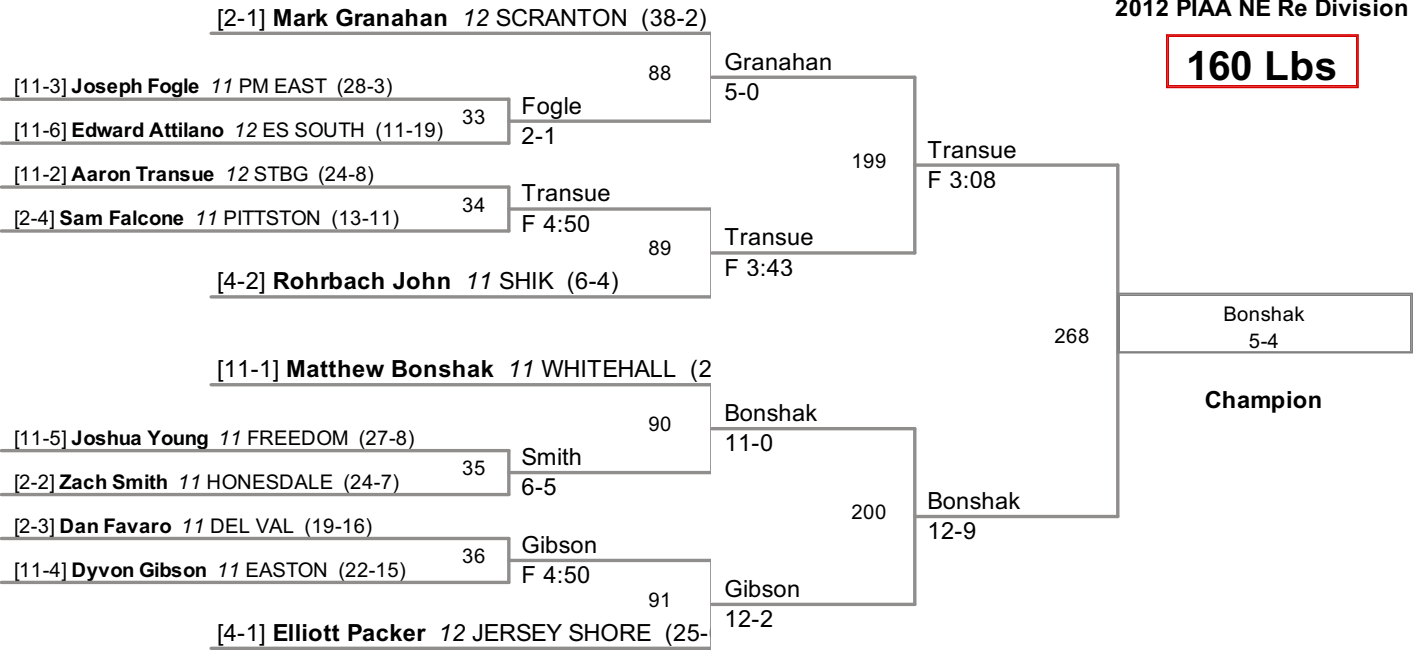 2012 PIAA NE Re Division
160 Lbs
[2-1] Mark Granahan 12 SCRANTON (38-2)
88
Granahan
5-0
[11-3] Joseph Fogle 11 PM EAST (28-3)
33
Fogle
2-1
[11-6] Edward Attilano 12 ES SOUTH (11-19)
199
Transue
F 3:08
[11-2] Aaron Transue 12 STBG (24-8)
34
Transue
F 4:50
[2-4] Sam Falcone 11 PITTSTON (13-11)
89
Transue
F 3:43
[4-2] Rohrbach John 11 SHIK (6-4)
268
Bonshak
5-4
Champion
[11-1] Matthew Bonshak 11 WHITEHALL (2
90
Bonshak
11-0
[11-5] Joshua Young 11 FREEDOM (27-8)
35
Smith
6-5
[2-2] Zach Smith 11 HONESDALE (24-7)
200
Bonshak
12-9
[2-3] Dan Favaro 11 DEL VAL (19-16)
36
Gibson
F 4:50
[11-4] Dyvon Gibson 11 EASTON (22-15)
91
Gibson
12-2
[4-1] Elliott Packer 12 JERSEY SHORE (25-